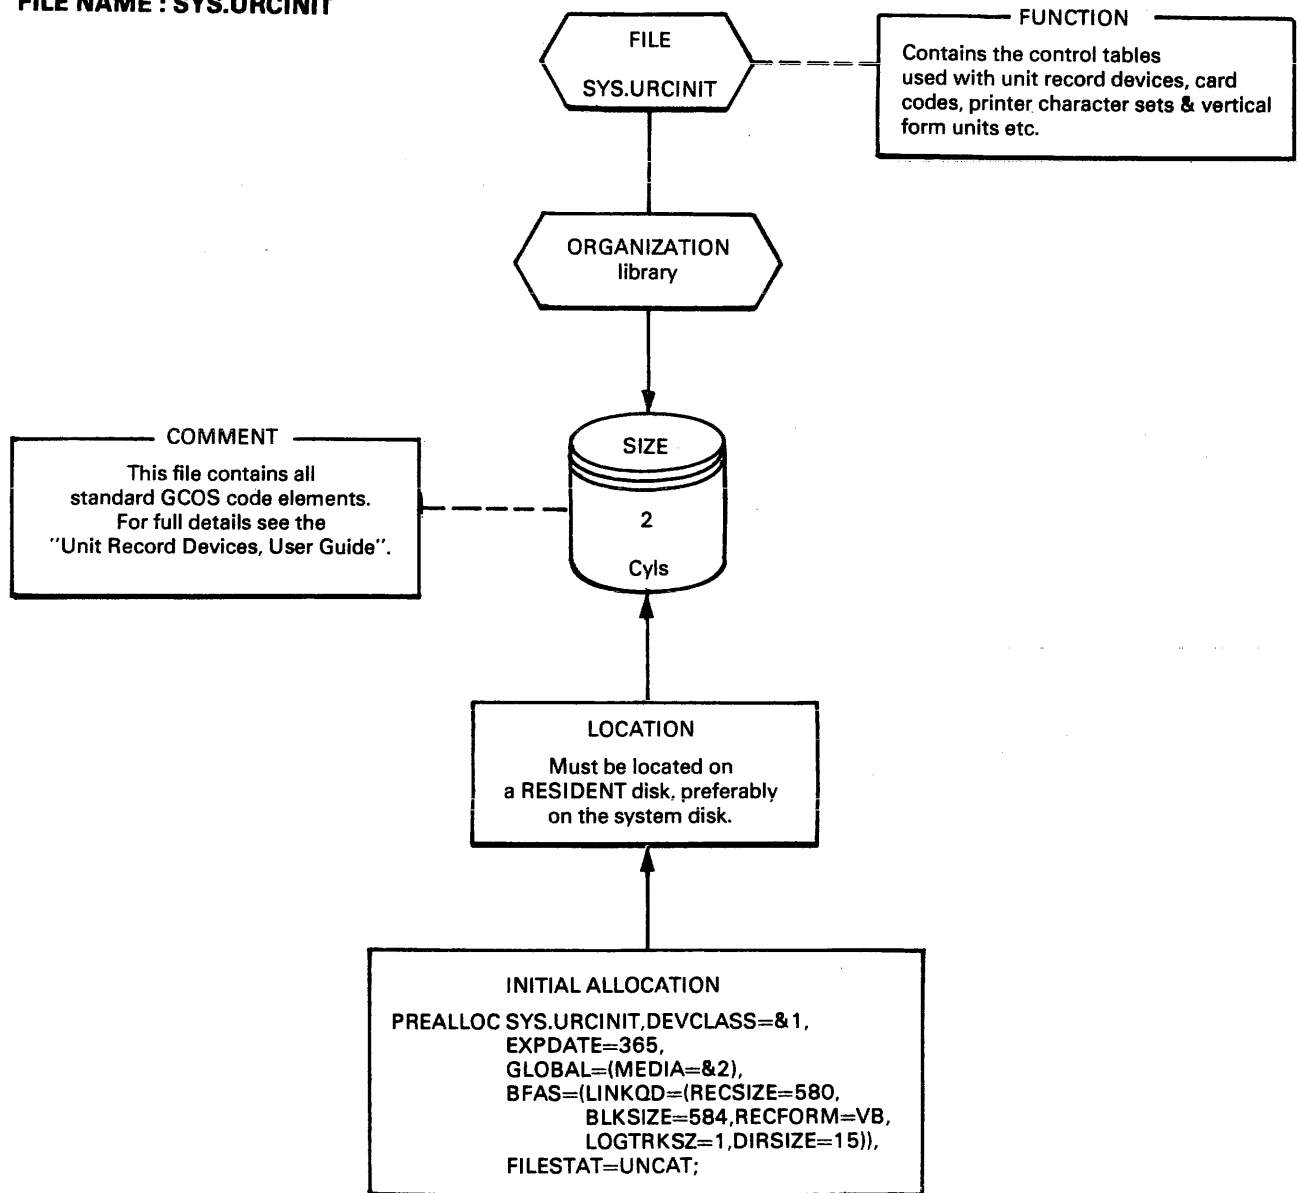 FILE NAME : SYS.URCINIT
FILE
SYS.URCINIT
FUNCTION
Contains the control tables
used with unit record devices, card
codes, printer character sets & vertical
form units etc.
ORGANIZATION
library
SIZE
2
Cyls
COMMENT
This file contains all
standard GCOS code elements.
For full details see the
"Unit Record Devices, User Guide".
LOCATION
Must be located on
a RESIDENT disk, preferably
on the system disk.
INITIAL ALLOCATION
PREALLOC SYS.URCINIT,DEVCLASS=&1,
EXPDATE=365,
GLOBAL=(MEDIA=&2),
BFAS=(LINKQD=(RECSIZE=580,
BLKSIZE=584,RECFORM=VB,
LOGTRKSZ=1,DIRSIZE=15)),
FILESTAT=UNCAT;